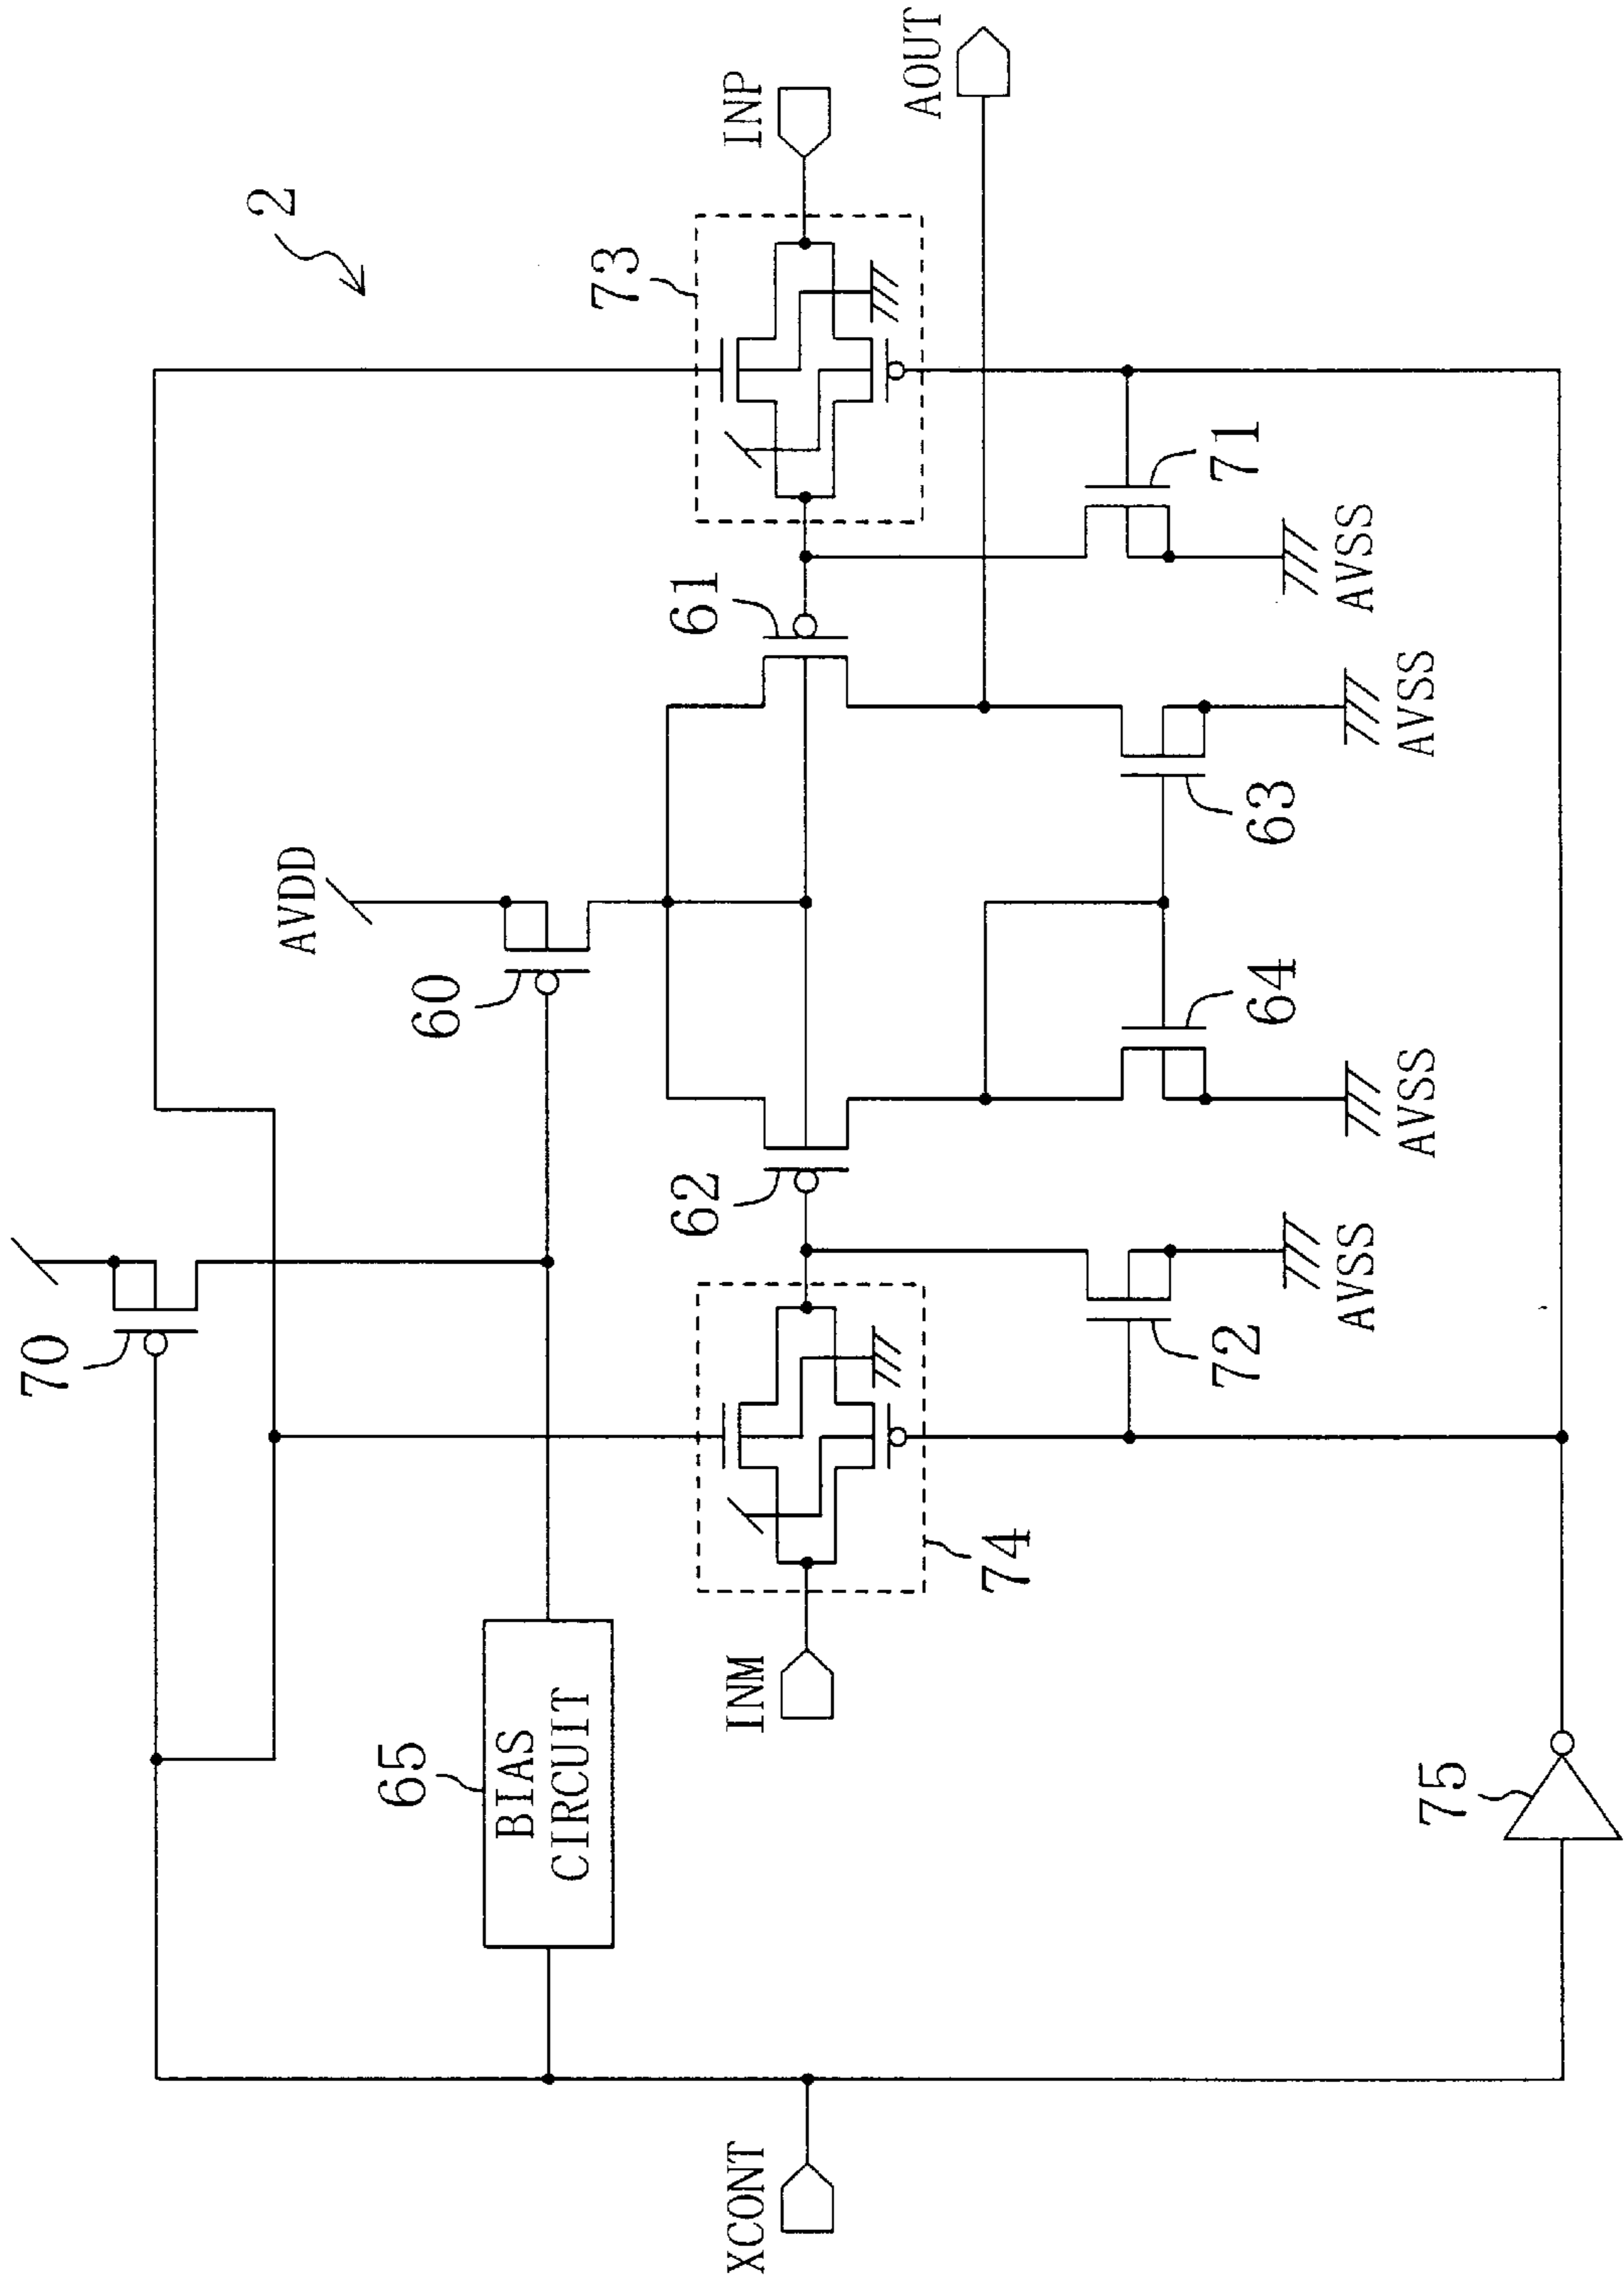 2
70
AVDD
60
65
BIAS
CIRCUIT
INM
74
62
61
73
INP
AOUT
72
AVSS
64
AVSS
63
AVSS
71
AVSS
XCONT
75